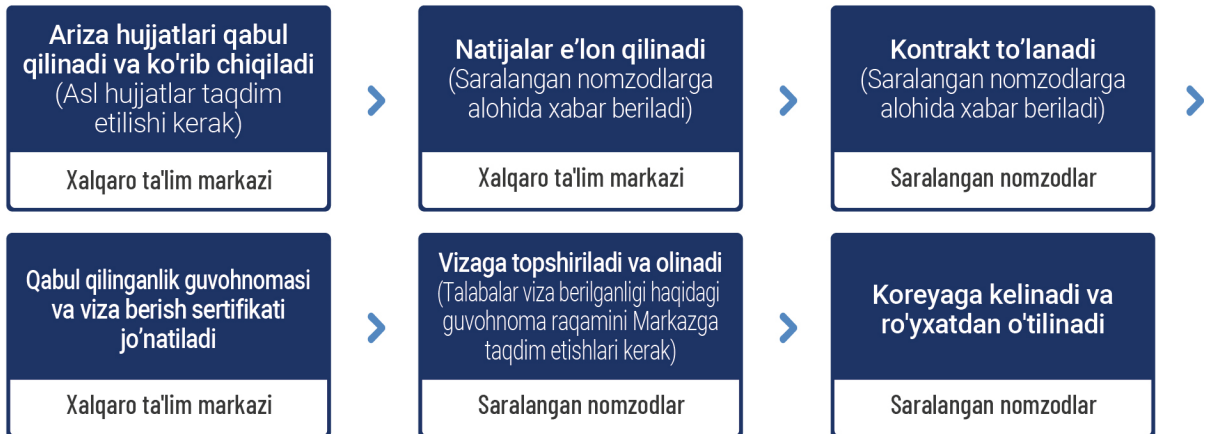 Ariza hujjatlari qabul
qilinadi va ko'rib chiqiladi
(Asl hujjatlar taqdim
etilishi kerak)
Xalqaro ta'lim markazi
Natijalar e’lon qilinadi
(Saralangan nomzodlarga
alohida xabar beriladi)
Xalqaro ta'lim markazi
Kontrakt to’lanadi
(Saralangan nomzodlarga
alohida xabar beriladi)
Saralangan nomzodlar
Qabul qilinganlik guvohnomasi
va viza berish sertifikati
jo’natiladi
Xalqaro ta'lim markazi
Vizaga topshiriladi va olinadi
(Talabalar viza berilganligi haqidagi
guvohnoma raqamini Markazga
taqdim etishlari kerak)
Saralangan nomzodlar
Koreyaga kelinadi va
ro'yxatdan o'tilinadi
Saralangan nomzodlar